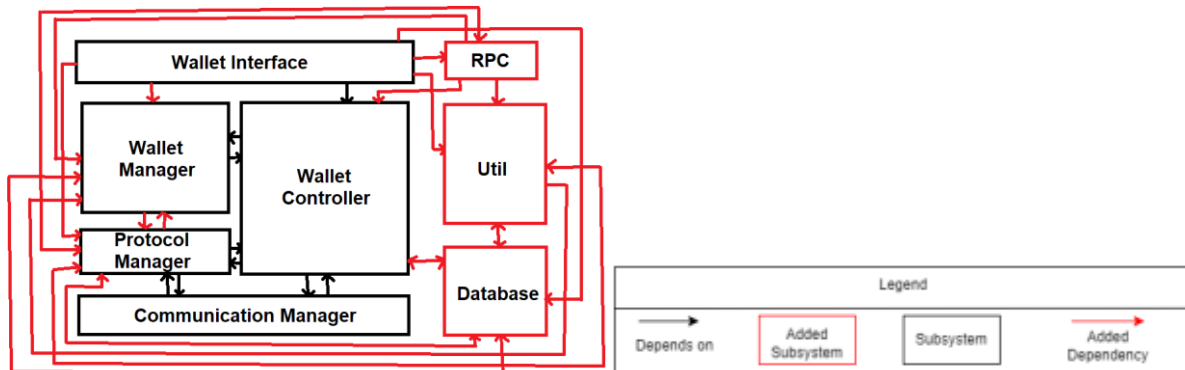 Wallet Interface
RPC
Wallet
Manager
Wallet
Controller
Util
Protocol
Manager
Database
Communication Manager
Legend
Depends on
Added
Subsystem
Subsystem
Added
Dependency